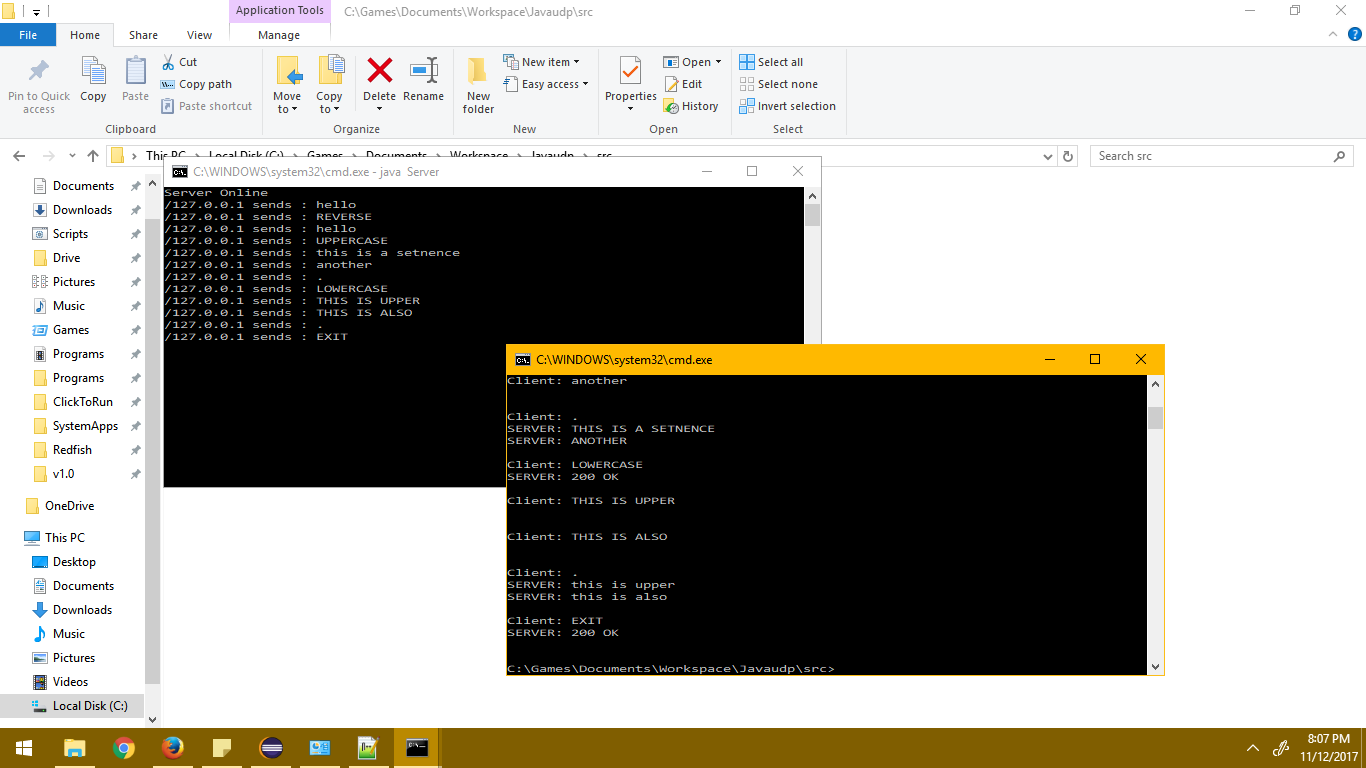 Application Tools C:\Games\Documents\Workspace\Javaudp\src
File Home Share View Manage
Pin to Quick access
Copy
Paste
Cut
Copy path
Paste shortcut
Clipboard
Move to
Copy to
Delete
Rename
Organize
New folder
New item
Easy access
New
Properties
Open
Edit
History
Open
Select all
Select none
Invert selection
Select
This PC Local Disk (C:) Games Documents Workspace Javaudp src
Search src
Documents
Downloads
Scripts
Drive
Pictures
Music
Games
Programs
Programs
ClickToRun
SystemApps
Redfish
v1.0
OneDrive
This PC
Desktop
Documents
Downloads
Music
Pictures
Videos
Local Disk (C:)
C:\WINDOWS\system32\cmd.exe - java  Server
Server Online
/127.0.0.1 sends : hello
/127.0.0.1 sends : REVERSE
/127.0.0.1 sends : hello
/127.0.0.1 sends : UPPERCASE
/127.0.0.1 sends : this is a setnence
/127.0.0.1 sends : another
/127.0.0.1 sends : .
/127.0.0.1 sends : LOWERCASE
/127.0.0.1 sends : THIS IS UPPER
/127.0.0.1 sends : THIS IS ALSO
/127.0.0.1 sends : .
/127.0.0.1 sends : EXIT
C:\WINDOWS\system32\cmd.exe
Client: another
Client: .
SERVER: THIS IS A SETNENCE
SERVER: ANOTHER
Client: LOWERCASE
SERVER: 200 OK
Client: THIS IS UPPER
Client: THIS IS ALSO
Client: .
SERVER: this is upper
SERVER: this is also
Client: EXIT
SERVER: 200 OK
C:\Games\Documents\Workspace\Javaudp\src>
8:07 PM
11/12/2017